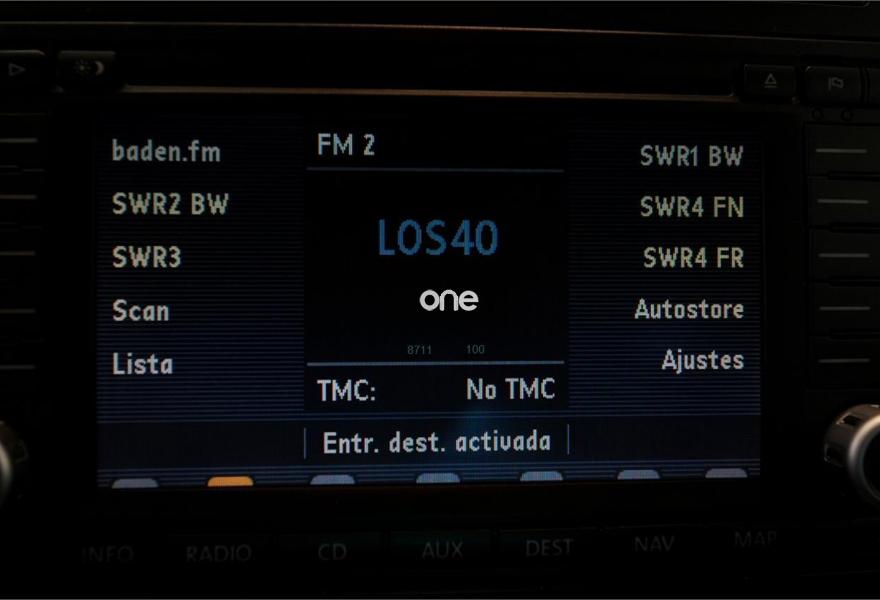 baden.fm
SWR2 BW
SWR3
Scan
Lista
FM 2
LOS40
one
8711 100
TMC: No TMC
Entr. dest. activada
SWR1 BW
SWR4 FN
SWR4 FR
Autostore
Ajustes
INFO RADIO CD AUX DEST NAV MAP